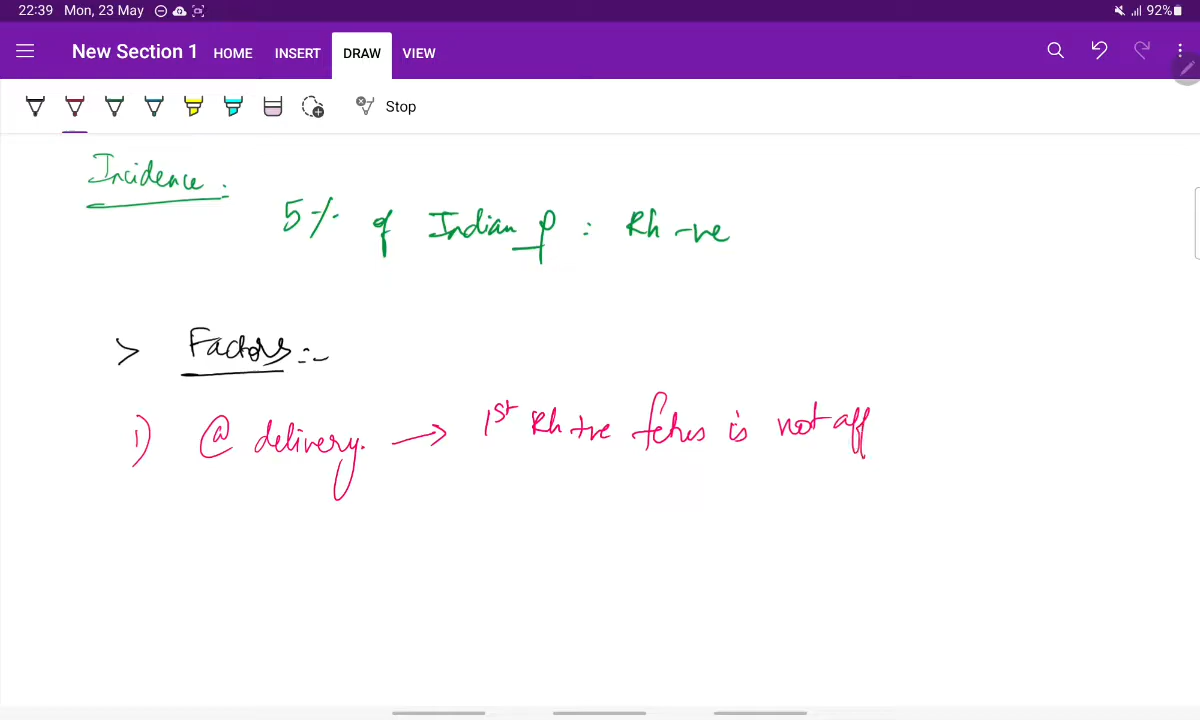 22:39 Mon, 23 May 92%
New Section 1 HOME INSERT DRAW VIEW
Stop
Incidence :
5% of Indian p : Rh -ve
> Factors :-
1) @ delivery. → 1st Rh +ve fetus is not aff